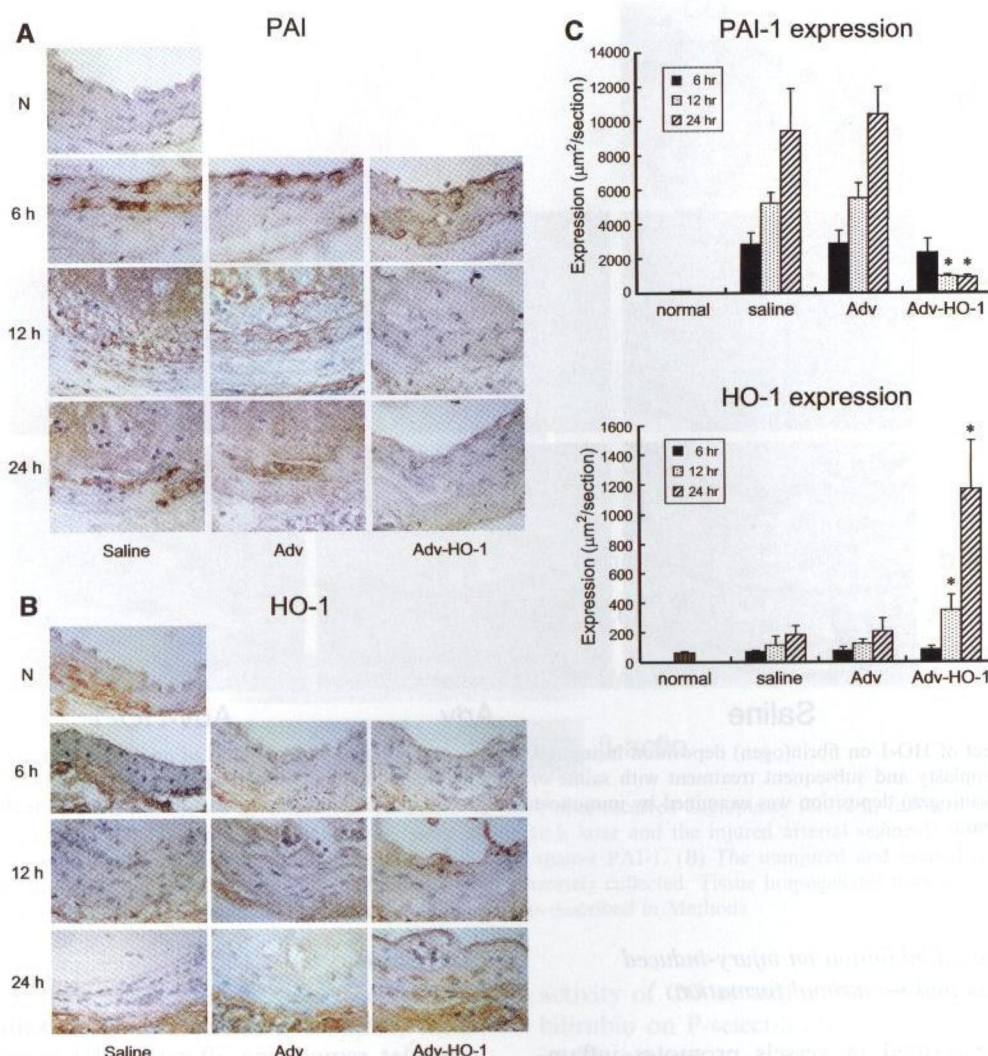 A
PAI
N
6 h
12 h
24 h
Saline
Adv
Adv-HO-1
B
HO-1
N
6 h
12 h
24 h
Saline
Adv
Adv-HO-1
C
PAI-1 expression
14000
12000
10000
8000
6000
4000
2000
0
Expression (µm²/section)
6 hr
12 hr
24 hr
* *
normal
saline
Adv
Adv-HO-1
HO-1 expression
1600
1400
1200
1000
800
600
400
200
0
Expression (µm²/section)
6 hr
12 hr
24 hr
*
*
normal
saline
Adv
Adv-HO-1